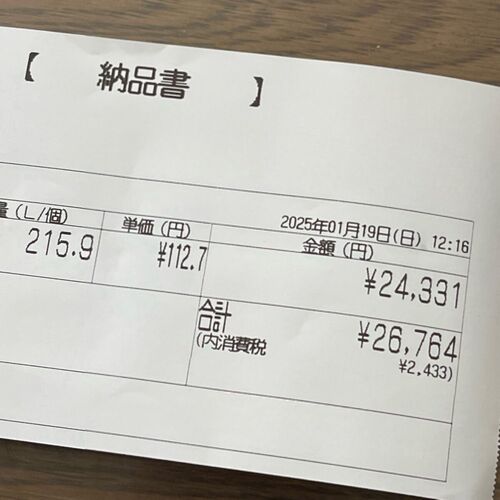 【 納品書 】
2025年01月19日(日) 12:16
量(L/個) 単価(円) 金額(円)
215.9 ¥112.7 ¥24,331
合計 ¥26,764
(内消費税 ¥2,433)